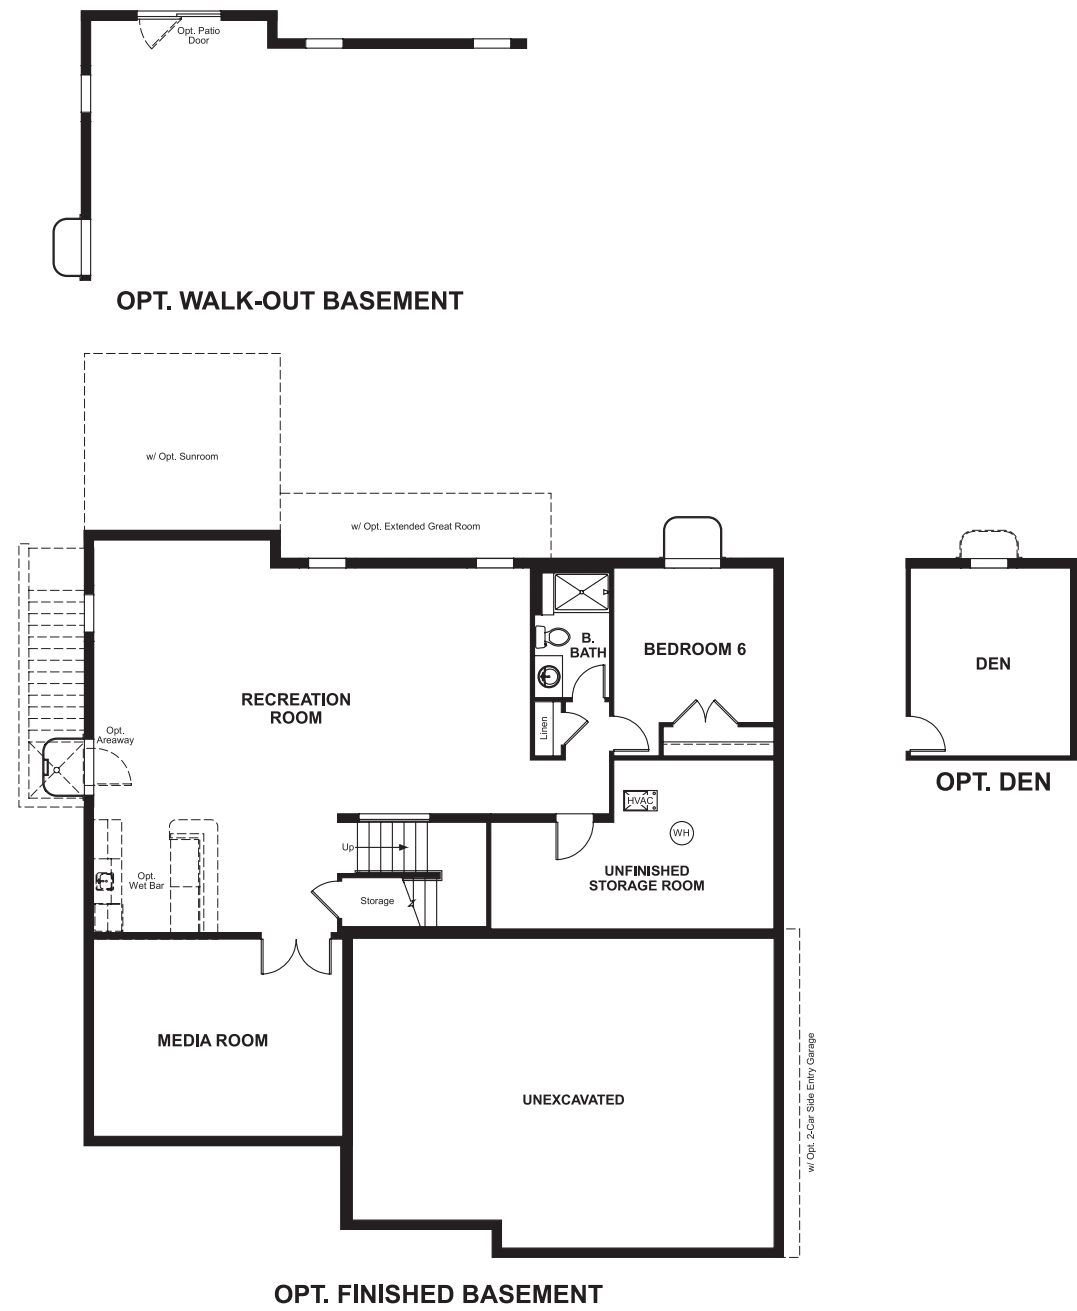 Opt. Patio
Door
OPT. WALK-OUT BASEMENT
w/ Opt. Sunroom
w/ Opt. Extended Great Room
B.
BATH
BEDROOM 6
DEN
RECREATION
ROOM
Linen
Opt.
Areaway
OPT. DEN
HVAC
WH
Up
Opt.
Wet Bar
UNFINISHED
STORAGE ROOM
Storage
MEDIA ROOM
UNEXCAVATED
w/ Opt. 2-Car Side Entry Garage
OPT. FINISHED BASEMENT